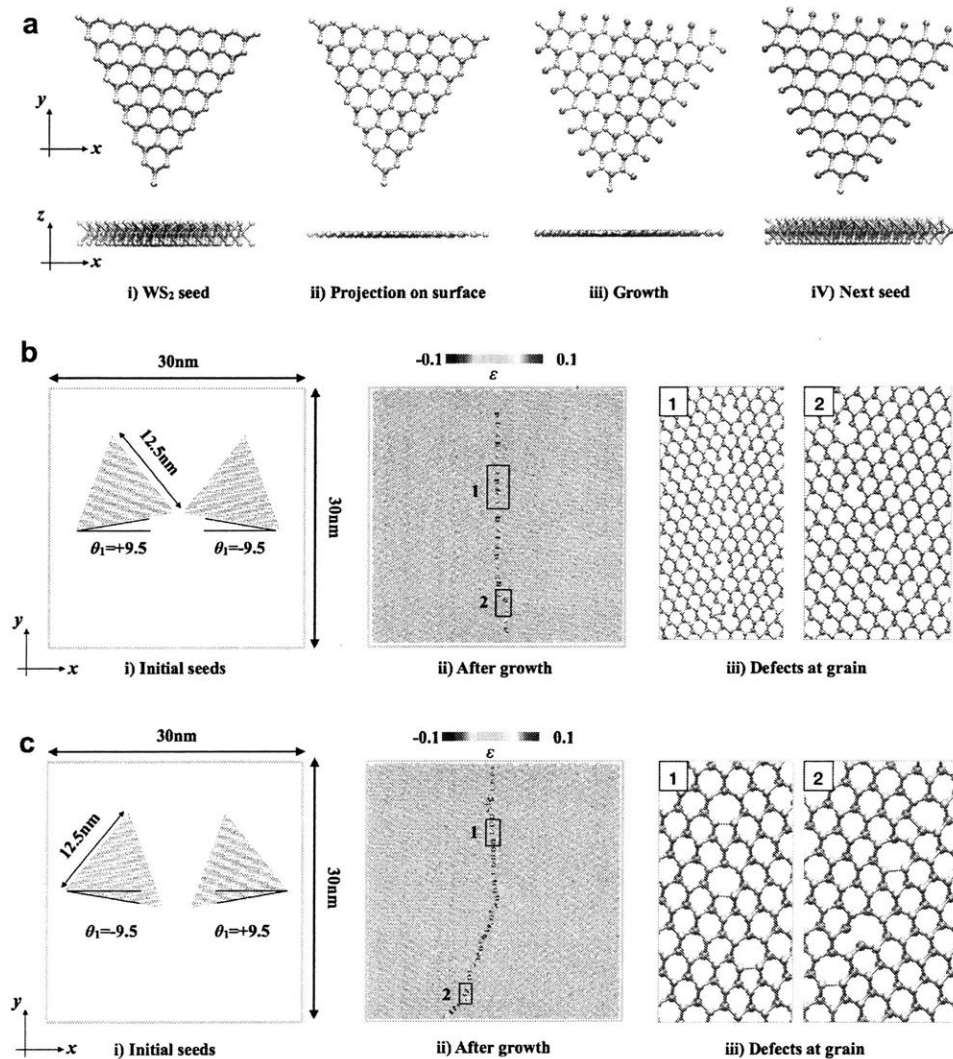 a
y
x
z
x
i) WS₂ seed
ii) Projection on surface
iii) Growth
iV) Next seed
b
30nm
12.5nm
30nm
θ₁=+9.5
θ₁=-9.5
y
x
i) Initial seeds
-0.1
0.1
ε
1
2
ii) After growth
1
2
iii) Defects at grain
c
30nm
12.5nm
30nm
θ₁=-9.5
θ₁=+9.5
y
x
i) Initial seeds
-0.1
0.1
ε
1
2
ii) After growth
1
2
iii) Defects at grain